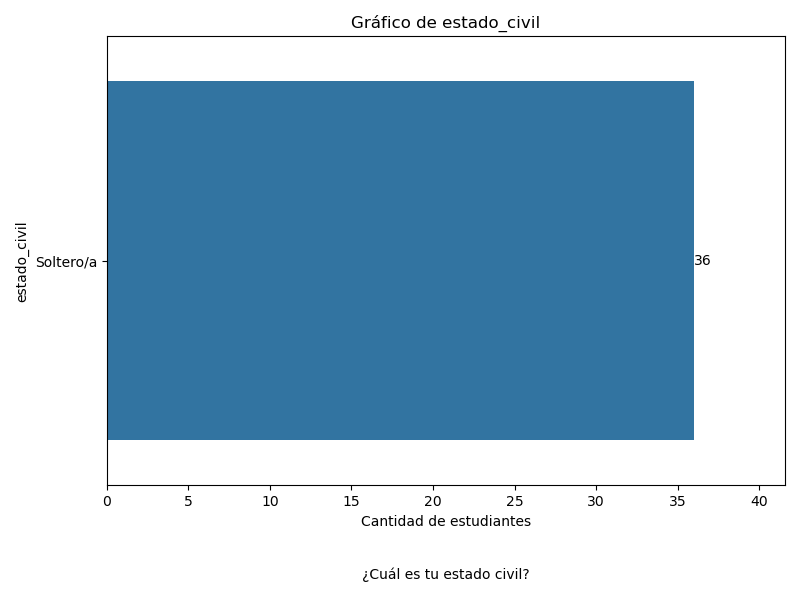 Gráfico de estado_civil
estado_civil
Soltero/a
36
0 5 10 15 20 25 30 35 40
Cantidad de estudiantes
¿Cuál es tu estado civil?